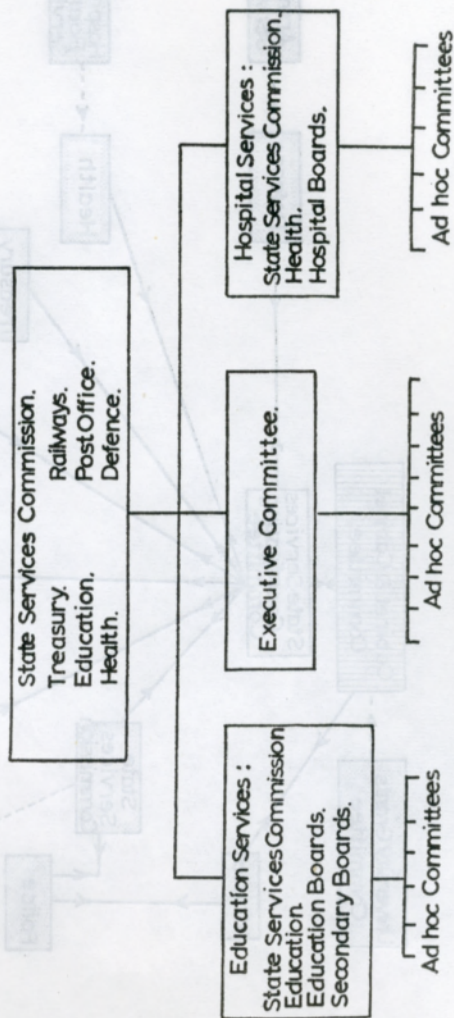 State Services Commission.
Treasury. Railways.
Education. Post Office.
Health. Defence.
Education Services :
State Services Commission
Education.
Education Boards.
Secondary Boards.
Executive Committee.
Hospital Services :
State Services Commission.
Health.
Hospital Boards.
Ad hoc Committees
Ad hoc Committees
Ad hoc Committees